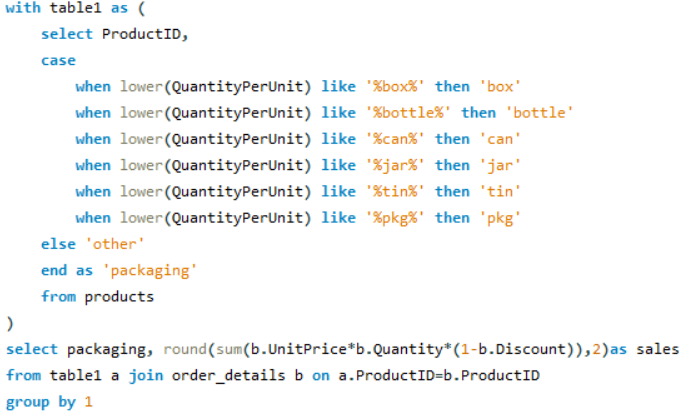 with table1 as (
    select ProductID,
    case
        when lower(QuantityPerUnit) like '%box%' then 'box'
        when lower(QuantityPerUnit) like '%bottle%' then 'bottle'
        when lower(QuantityPerUnit) like '%can%' then 'can'
        when lower(QuantityPerUnit) like '%jar%' then 'jar'
        when lower(QuantityPerUnit) like '%tin%' then 'tin'
        when lower(QuantityPerUnit) like '%pkg%' then 'pkg'
    else 'other'
    end as 'packaging'
    from products
)
select packaging, round(sum(b.UnitPrice*b.Quantity*(1-b.Discount)),2)as sales
from table1 a join order_details b on a.ProductID=b.ProductID
group by 1